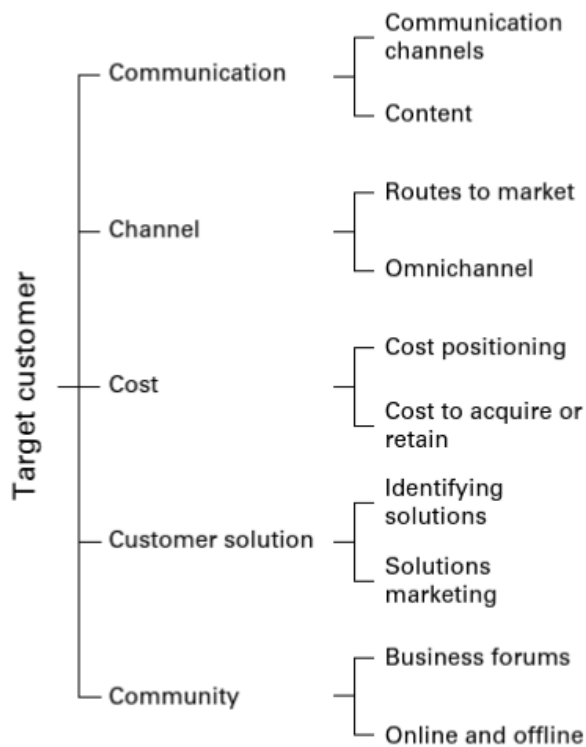 Target customer
Communication
Communication
channels
Content
Channel
Routes to market
Omnichannel
Cost
Cost positioning
Cost to acquire or
retain
Customer solution
Identifying
solutions
Solutions
marketing
Community
Business forums
Online and offline